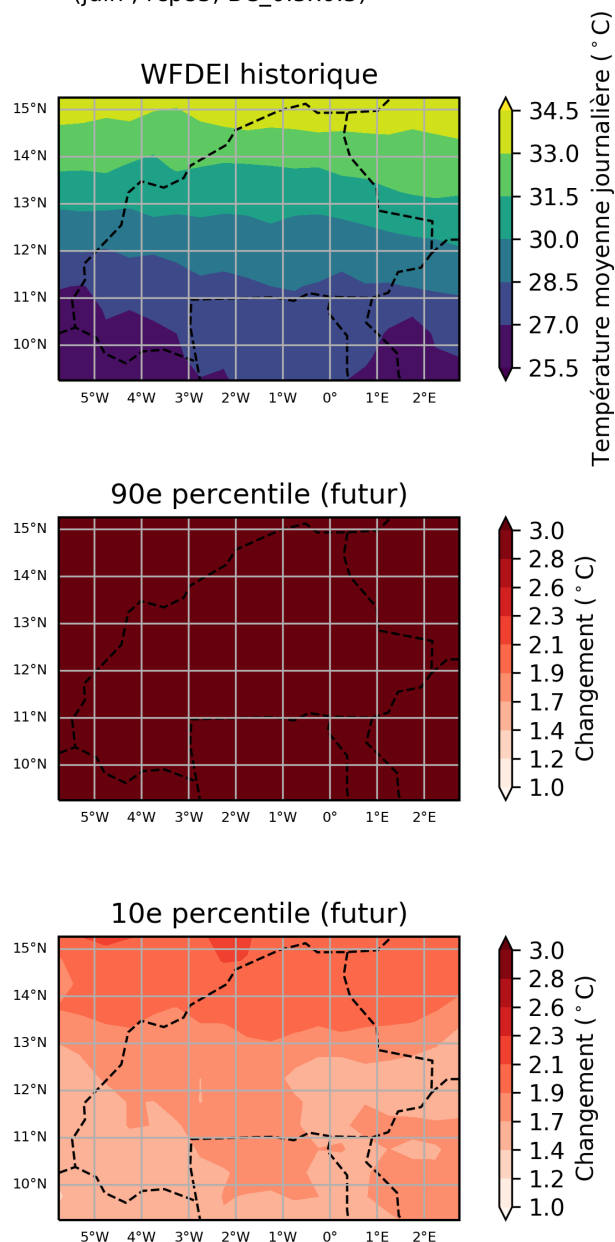 WFDEI historique
15°N
14°N
13°N
12°N
11°N
10°N
5°W 4°W 3°W 2°W 1°W 0° 1°E 2°E
34.5
33.0
31.5
30.0
28.5
27.0
25.5
Température moyenne journalière (°C)
90e percentile (futur)
15°N
14°N
13°N
12°N
11°N
10°N
5°W 4°W 3°W 2°W 1°W 0° 1°E 2°E
3.0
2.8
2.6
2.3
2.1
1.9
1.7
1.4
1.2
1.0
Changement (°C)
10e percentile (futur)
15°N
14°N
13°N
12°N
11°N
10°N
5°W 4°W 3°W 2°W 1°W 0° 1°E 2°E
3.0
2.8
2.6
2.3
2.1
1.9
1.7
1.4
1.2
1.0
Changement (°C)